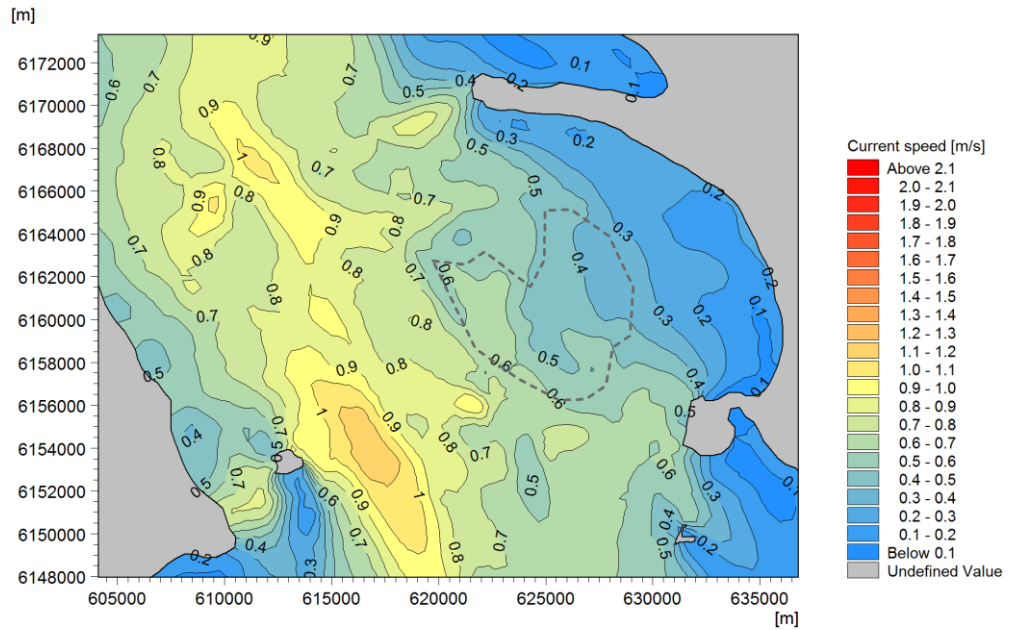 [m]
6172000
6170000
6168000
6166000
6164000
6162000
6160000
6158000
6156000
6154000
6152000
6150000
6148000
605000 610000 615000 620000 625000 630000 635000
[m]
0.9
0.7 0.7 0.1
0.6 0.4 0.2 0.1
0.5
0.9
0.3 0.2
0.8 1 0.7 0.5
0.9 0.8 0.7 0.5 0.2
0.7 0.9 0.8 0.3
0.8 0.8 0.7 0.6 0.4 0.2
0.8 0.1
0.7 0.8 0.3 0.2
0.5 0.9 0.8 0.6 0.5 0.4 0.1
1 0.9 0.6 0.5
0.4 0.7 0.5 0.8 0.7 0.6
0.5 0.7 0.6 0.9 1 0.5 0.3 0.1
0.4 0.7 0.7 0.4 0.2
0.2 0.3 0.8 0.5
Current speed [m/s]
Above 2.1
2.0 - 2.1
1.9 - 2.0
1.8 - 1.9
1.7 - 1.8
1.6 - 1.7
1.5 - 1.6
1.4 - 1.5
1.3 - 1.4
1.2 - 1.3
1.1 - 1.2
1.0 - 1.1
0.9 - 1.0
0.8 - 0.9
0.7 - 0.8
0.6 - 0.7
0.5 - 0.6
0.4 - 0.5
0.3 - 0.4
0.2 - 0.3
0.1 - 0.2
Below 0.1
Undefined Value